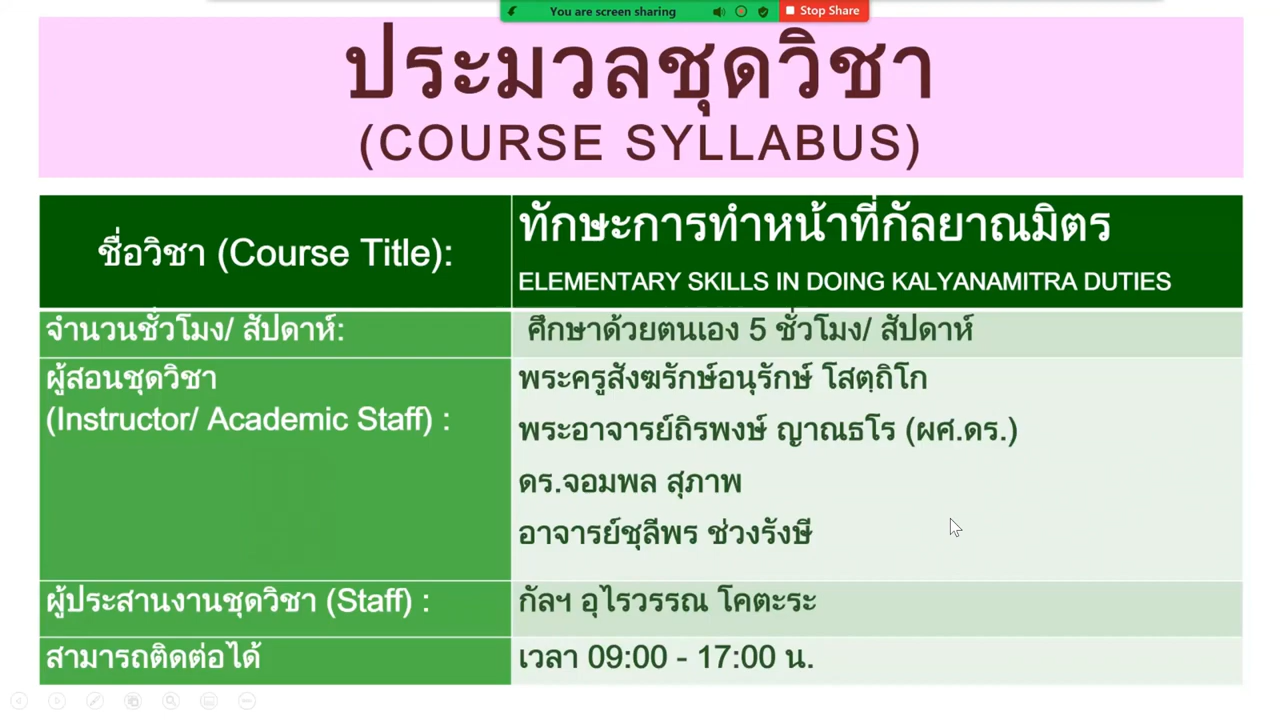 You are screen sharing
Stop Share
ประมวลชุดวิชา
(COURSE SYLLABUS)
ชื่อวิชา (Course Title):
ทักษะการทำหน้าที่กัลยาณมิตร
ELEMENTARY SKILLS IN DOING KALYANAMITRA DUTIES
จำนวนชั่วโมง/ สัปดาห์:
ศึกษาด้วยตนเอง 5 ชั่วโมง/ สัปดาห์
ผู้สอนชุดวิชา
(Instructor/ Academic Staff) :
พระครูสังฆรักษ์อนุรักษ์ โสตฺถิโก
พระอาจารย์ถิรพงษ์ ญาณธโร (ผศ.ดร.)
ดร.จอมพล สุภาพ
อาจารย์ชุลีพร ช่วงรังษี
ผู้ประสานงานชุดวิชา (Staff) :
กัลฯ อุไรวรรณ โคตะระ
สามารถติดต่อได้
เวลา 09:00 - 17:00 น.